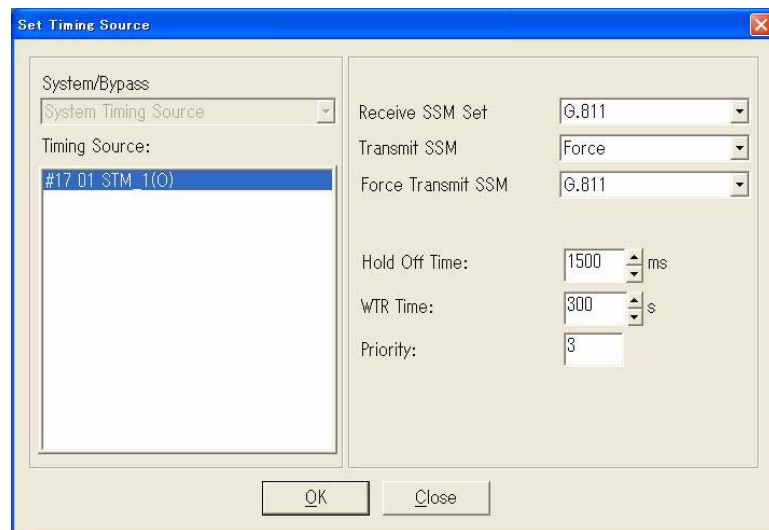 Set Timing Source
System/Bypass
System Timing Source
Timing Source:
#17 01 STM_1(O)
Receive SSM Set G.811
Transmit SSM Force
Force Transmit SSM G.811
Hold Off Time: 1500 ms
WTR Time: 300 s
Priority: 3
OK Close